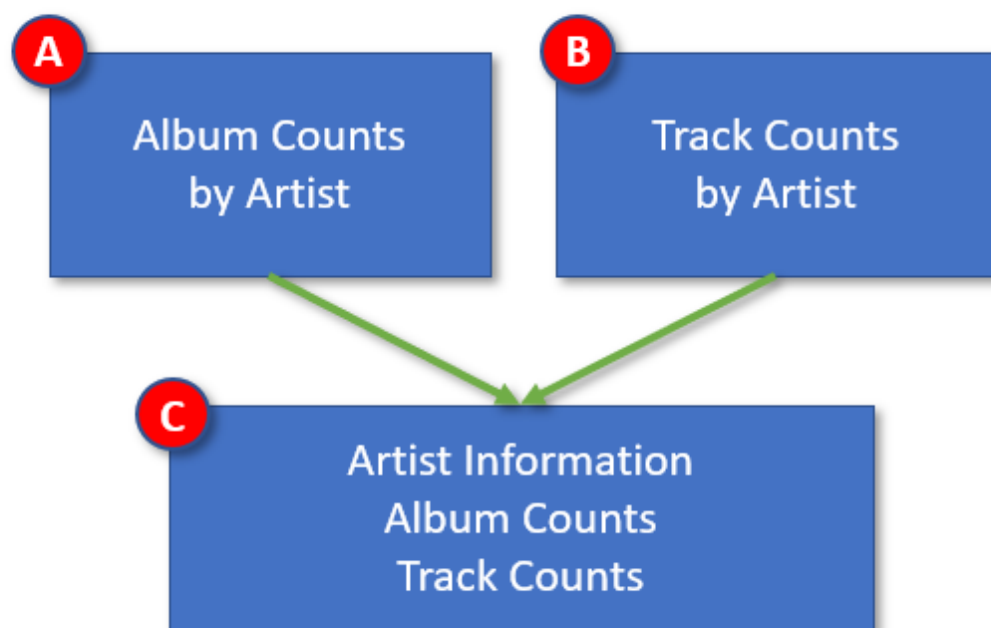 A
Album Counts
by Artist
B
Track Counts
by Artist
C
Artist Information
Album Counts
Track Counts